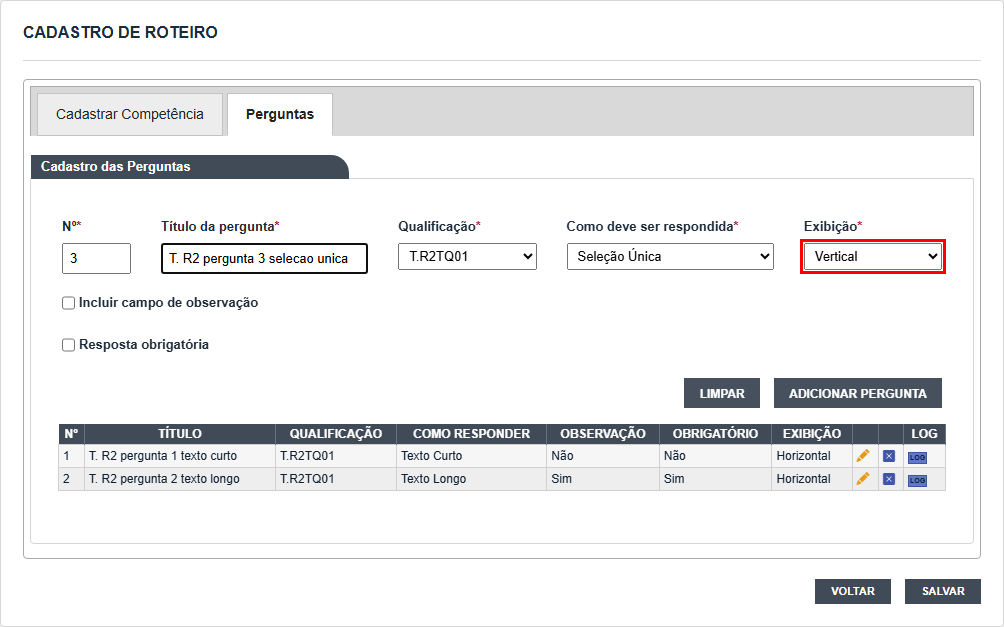 CADASTRO DE ROTEIRO
Cadastrar Competência Perguntas
Cadastro das Perguntas
Nº* Título da pergunta* Qualificação* Como deve ser respondida* Exibição*
3 T. R2 pergunta 3 selecao unica T.R2TQ01 Seleção Única Vertical
Incluir campo de observação
Resposta obrigatória
LIMPAR ADICIONAR PERGUNTA
Nº TÍTULO QUALIFICAÇÃO COMO RESPONDER OBSERVAÇÃO OBRIGATÓRIO EXIBIÇÃO LOG
1 T. R2 pergunta 1 texto curto T.R2TQ01 Texto Curto Não Não Horizontal LOG
2 T. R2 pergunta 2 texto longo T.R2TQ01 Texto Longo Sim Sim Horizontal LOG
VOLTAR SALVAR